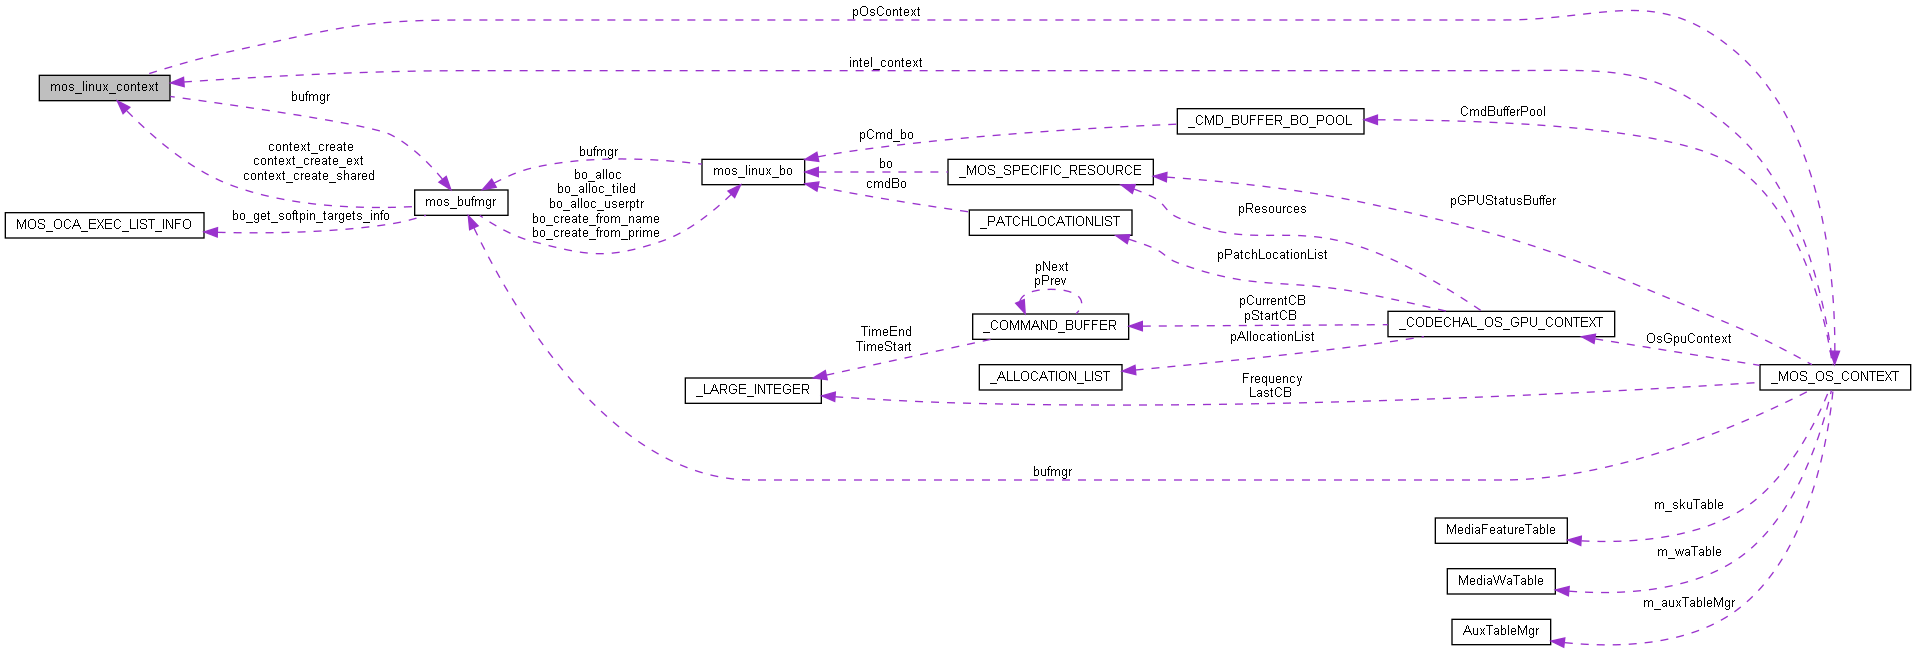 pOsContext
intel_context
mos_linux_context
bufmgr
CmdBufferPool
_CMD_BUFFER_BO_POOL
pCmd_bo
context_create
context_create_ext
context_create_shared
bufmgr
mos_linux_bo
bo
_MOS_SPECIFIC_RESOURCE
cmdBo
bo_alloc
bo_alloc_tiled
bo_alloc_userptr
bo_create_from_name
bo_create_from_prime
mos_bufmgr
pGPUStatusBuffer
pResources
MOS_OCA_EXEC_LIST_INFO
bo_get_softpin_targets_info
_PATCHLOCATIONLIST
pPatchLocationList
pNext
pPrev
pCurrentCB
pStartCB
_COMMAND_BUFFER
_CODECHAL_OS_GPU_CONTEXT
TimeEnd
TimeStart
pAllocationList
OsGpuContext
_ALLOCATION_LIST
_MOS_OS_CONTEXT
_LARGE_INTEGER
Frequency
LastCB
bufmgr
m_skuTable
MediaFeatureTable
m_waTable
MediaWaTable
m_auxTableMgr
AuxTableMgr